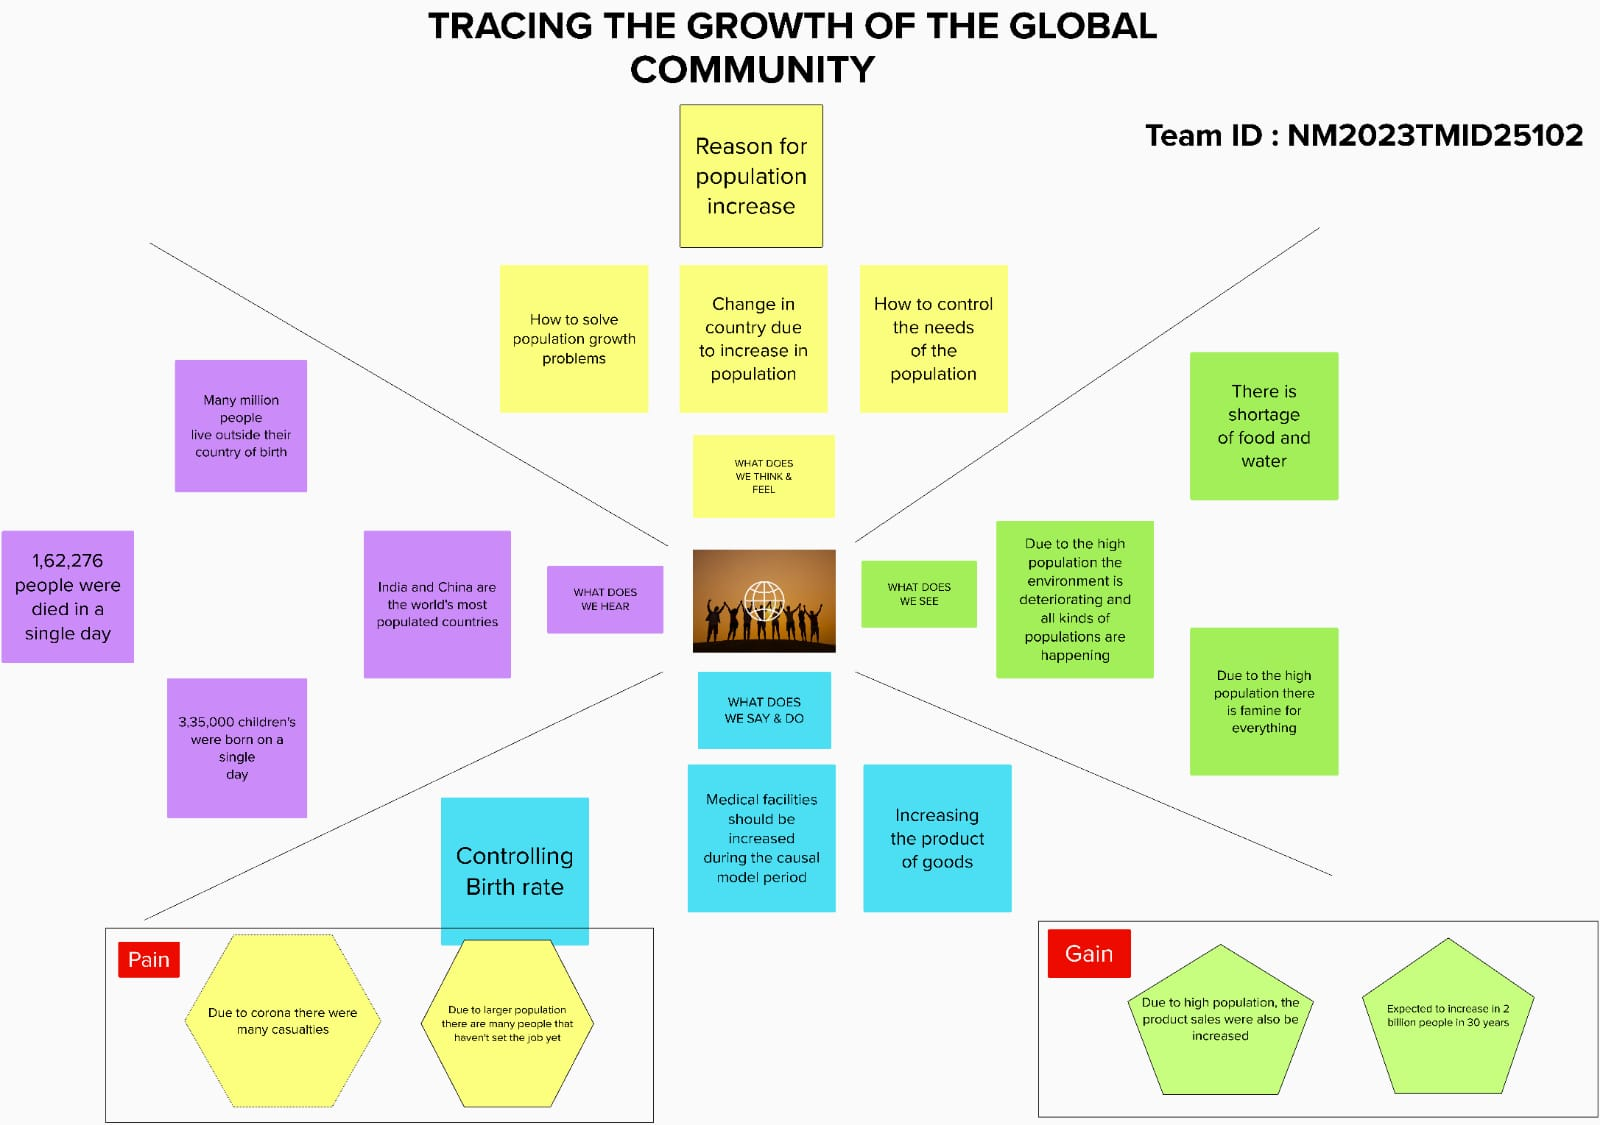 TRACING THE GROWTH OF THE GLOBAL
COMMUNITY
Team ID : NM2023TMID25102
Reason for
population
increase
How to solve
population growth
problems
Change in
country due
to increase in
population
How to control
the needs
of the
population
WHAT DOES
WE THINK &
FEEL
Many million
people
live outside their
country of birth
1,62,276
people were
died in a
single day
India and China are
the world's most
populated countries
WHAT DOES
WE HEAR
3,35,000 children's
were born on a
single
day
WHAT DOES
WE SEE
There is
shortage
of food and
water
Due to the high
population the
environment is
deteriorating and
all kinds of
populations are
happening
Due to the high
population there
is famine for
everything
WHAT DOES
WE SAY & DO
Controlling
Birth rate
Medical facilities
should be
increased
during the causal
model period
Increasing
the product
of goods
Pain
Due to corona there were
many casualties
Due to larger population
there are many people that
haven't set the job yet
Gain
Due to high population, the
product sales were also be
increased
Expected to increase in 2
billion people in 30 years